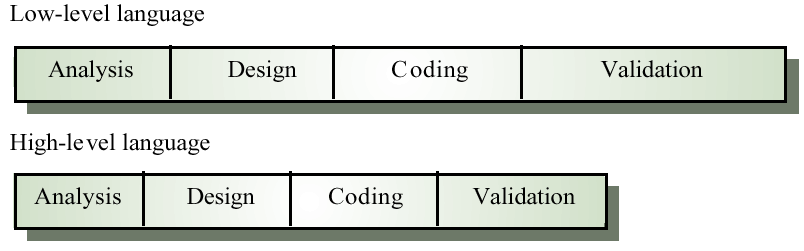 Low-level language
Analysis Design Coding Validation
High-level language
Analysis Design Coding Validation